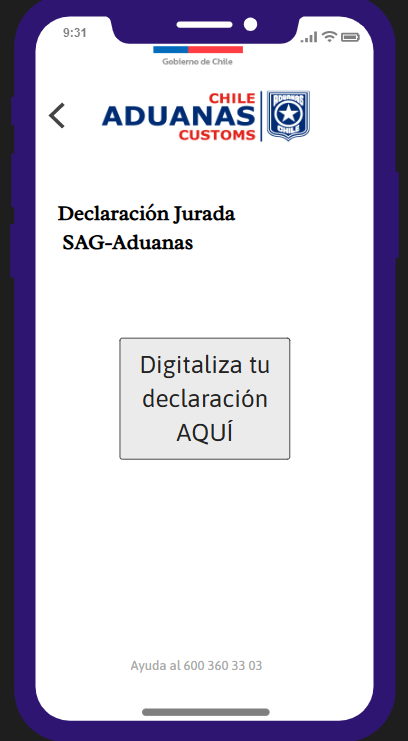 9:31
Gobierno de Chile
CHILE
ADUANAS
CUSTOMS
ADUANAS
CHILE
Declaración Jurada
SAG-Aduanas
Digitaliza tu
declaración
AQUÍ
Ayuda al 600 360 33 03